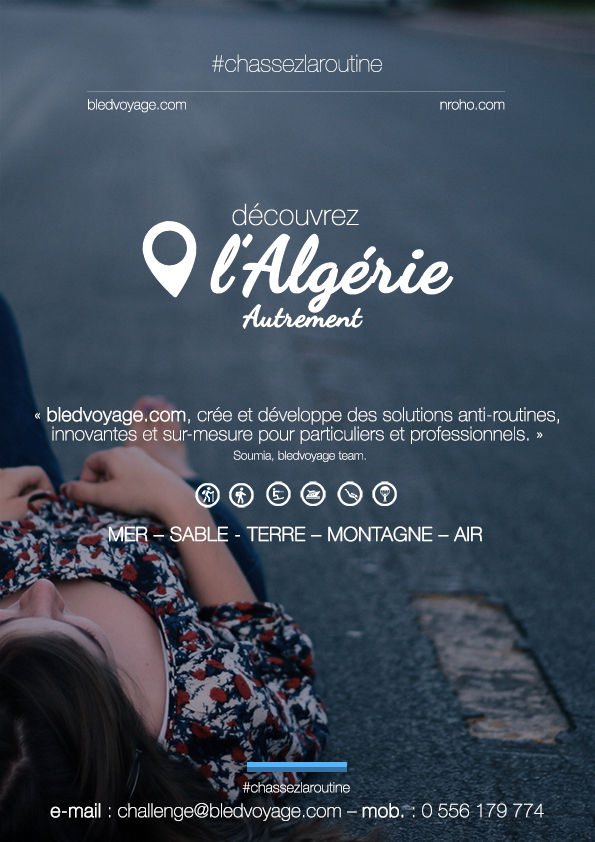 #chassezlaroutine
bledvoyage.com
nroho.com
découvrez
l'Algérie
Autrement
« bledvoyage.com, crée et développe des solutions anti-routines,
innovantes et sur-mesure pour particuliers et professionnels. »
Soumia, bledvoyage team.
MER – SABLE - TERRE – MONTAGNE – AIR
#chassezlaroutine
e-mail : challenge@bledvoyage.com – mob. : 0 556 179 774